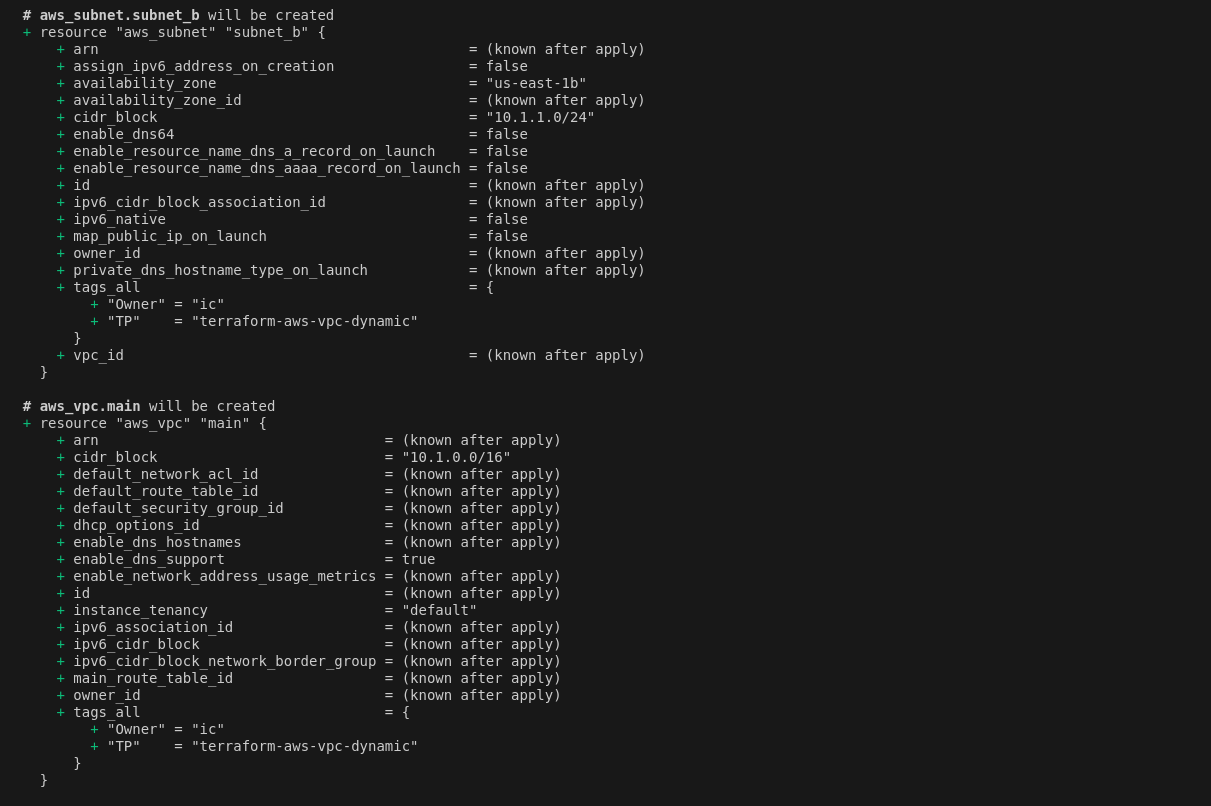 # aws_subnet.subnet_b will be created
+ resource "aws_subnet" "subnet_b" {
    + arn                                            = (known after apply)
    + assign_ipv6_address_on_creation                = false
    + availability_zone                              = "us-east-1b"
    + availability_zone_id                           = (known after apply)
    + cidr_block                                     = "10.1.1.0/24"
    + enable_dns64                                   = false
    + enable_resource_name_dns_a_record_on_launch    = false
    + enable_resource_name_dns_aaaa_record_on_launch = false
    + id                                             = (known after apply)
    + ipv6_cidr_block_association_id                 = (known after apply)
    + ipv6_native                                    = false
    + map_public_ip_on_launch                        = false
    + owner_id                                       = (known after apply)
    + private_dns_hostname_type_on_launch            = (known after apply)
    + tags_all                                       = {
        + "Owner" = "ic"
        + "TP"    = "terraform-aws-vpc-dynamic"
      }
    + vpc_id                                         = (known after apply)
  }

# aws_vpc.main will be created
+ resource "aws_vpc" "main" {
    + arn                                  = (known after apply)
    + cidr_block                           = "10.1.0.0/16"
    + default_network_acl_id               = (known after apply)
    + default_route_table_id               = (known after apply)
    + default_security_group_id            = (known after apply)
    + dhcp_options_id                      = (known after apply)
    + enable_dns_hostnames                 = (known after apply)
    + enable_dns_support                   = true
    + enable_network_address_usage_metrics = (known after apply)
    + id                                   = (known after apply)
    + instance_tenancy                     = "default"
    + ipv6_association_id                  = (known after apply)
    + ipv6_cidr_block                      = (known after apply)
    + ipv6_cidr_block_network_border_group = (known after apply)
    + main_route_table_id                  = (known after apply)
    + owner_id                             = (known after apply)
    + tags_all                             = {
        + "Owner" = "ic"
        + "TP"    = "terraform-aws-vpc-dynamic"
      }
  }